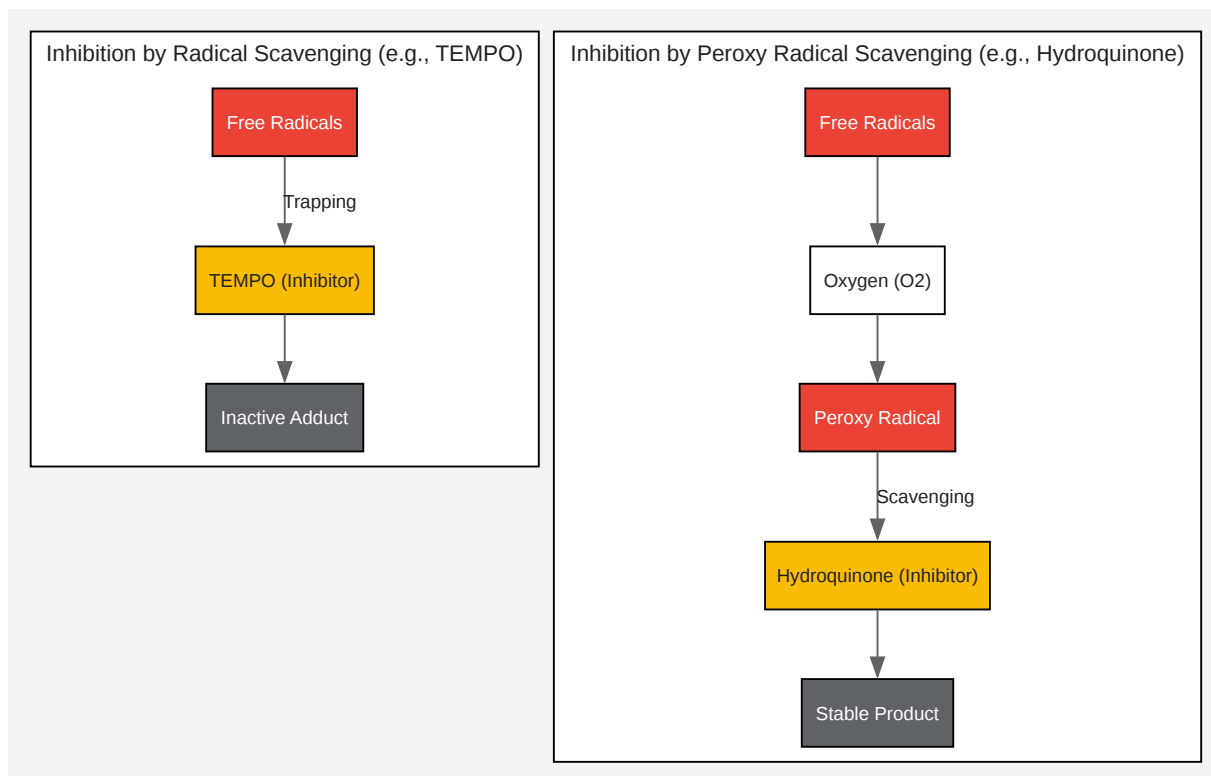 Inhibition by Radical Scavenging (e.g., TEMPO)
Free Radicals
Trapping
TEMPO (Inhibitor)
Inactive Adduct
Inhibition by Peroxy Radical Scavenging (e.g., Hydroquinone)
Free Radicals
Oxygen (O2)
Peroxy Radical
Scavenging
Hydroquinone (Inhibitor)
Stable Product